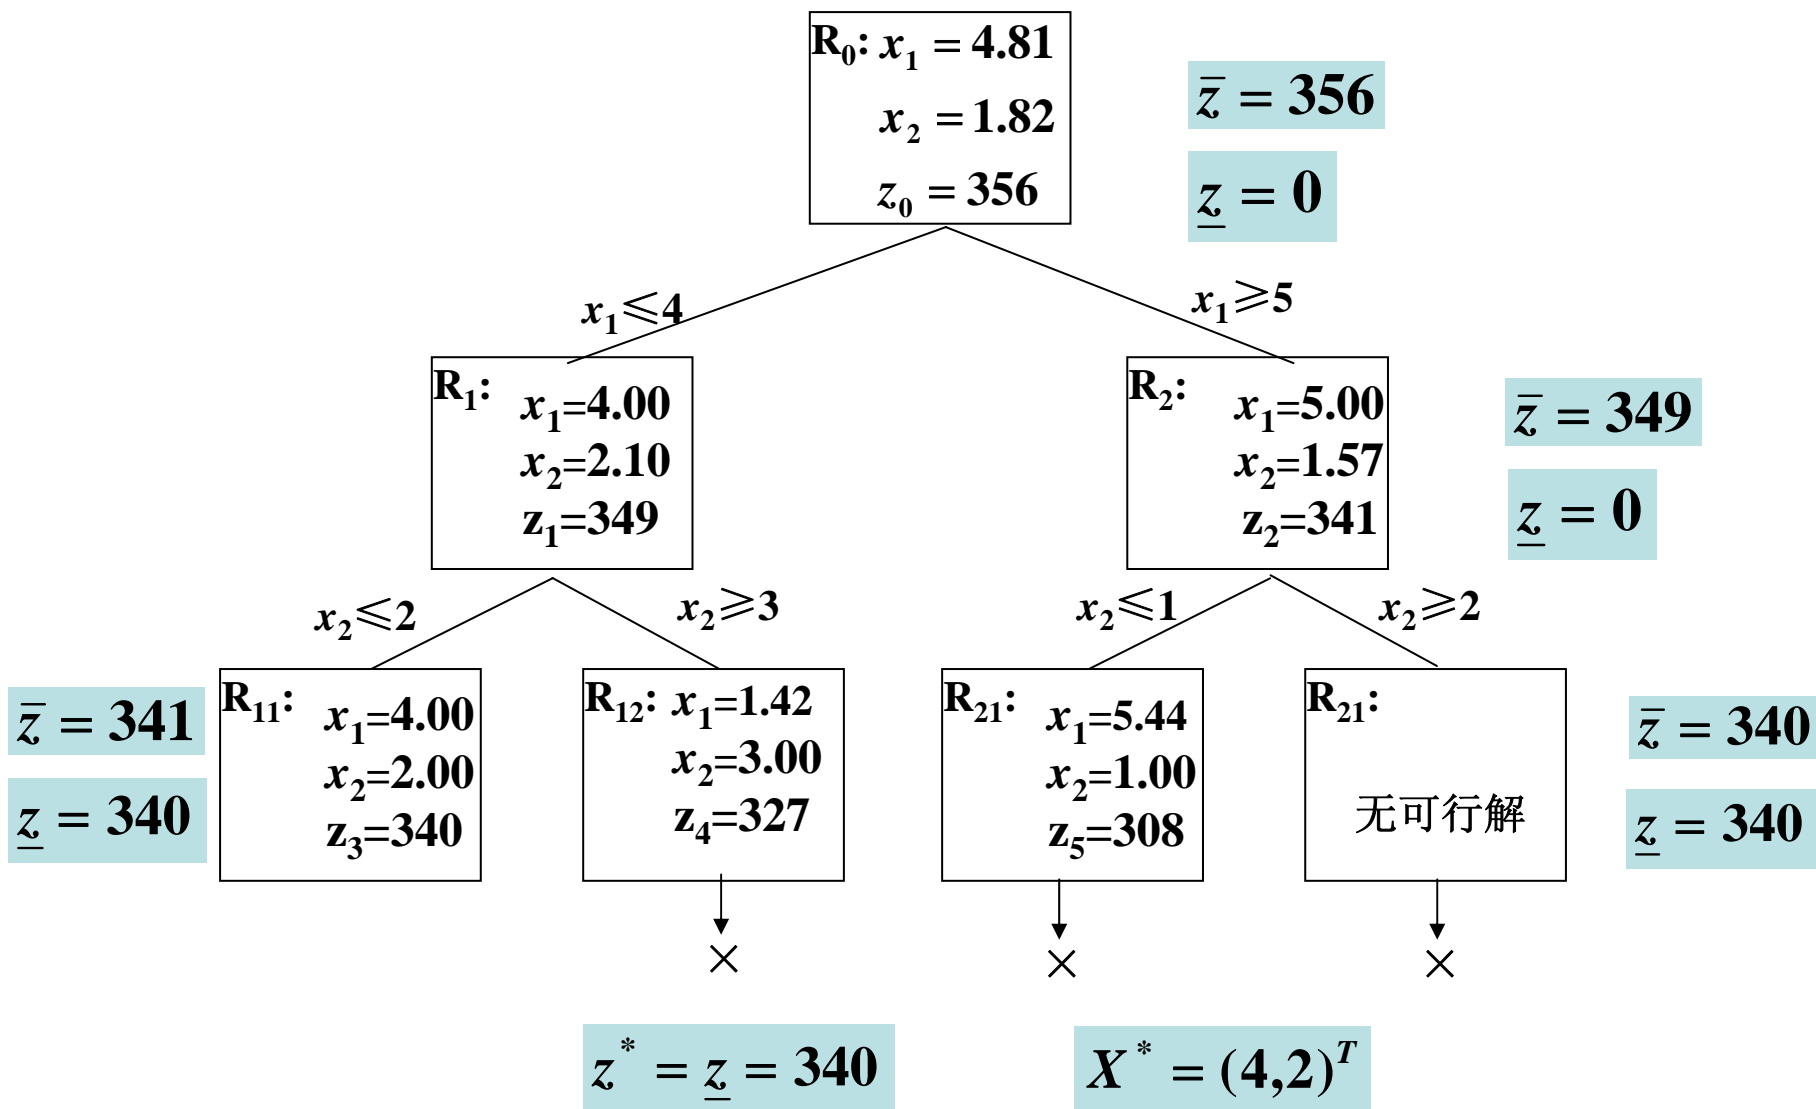 R₀: x₁ = 4.81
x₂ = 1.82
z₀ = 356
z̅ = 356
z̲ = 0
x₁⩽4
x₁⩾5
R₁:
x₁=4.00
x₂=2.10
z₁=349
R₂:
x₁=5.00
x₂=1.57
z₂=341
z̅ = 349
z̲ = 0
x₂⩽2
x₂⩾3
x₂⩽1
x₂⩾2
z̅ = 341
z̲ = 340
R₁₁:
x₁=4.00
x₂=2.00
z₃=340
R₁₂: x₁=1.42
x₂=3.00
z₄=327
R₂₁:
x₁=5.44
x₂=1.00
z₅=308
R₂₁:
无可行解
z̅ = 340
z̲ = 340
×
×
×
z* = z̲ = 340
X* = (4,2)ᵀ